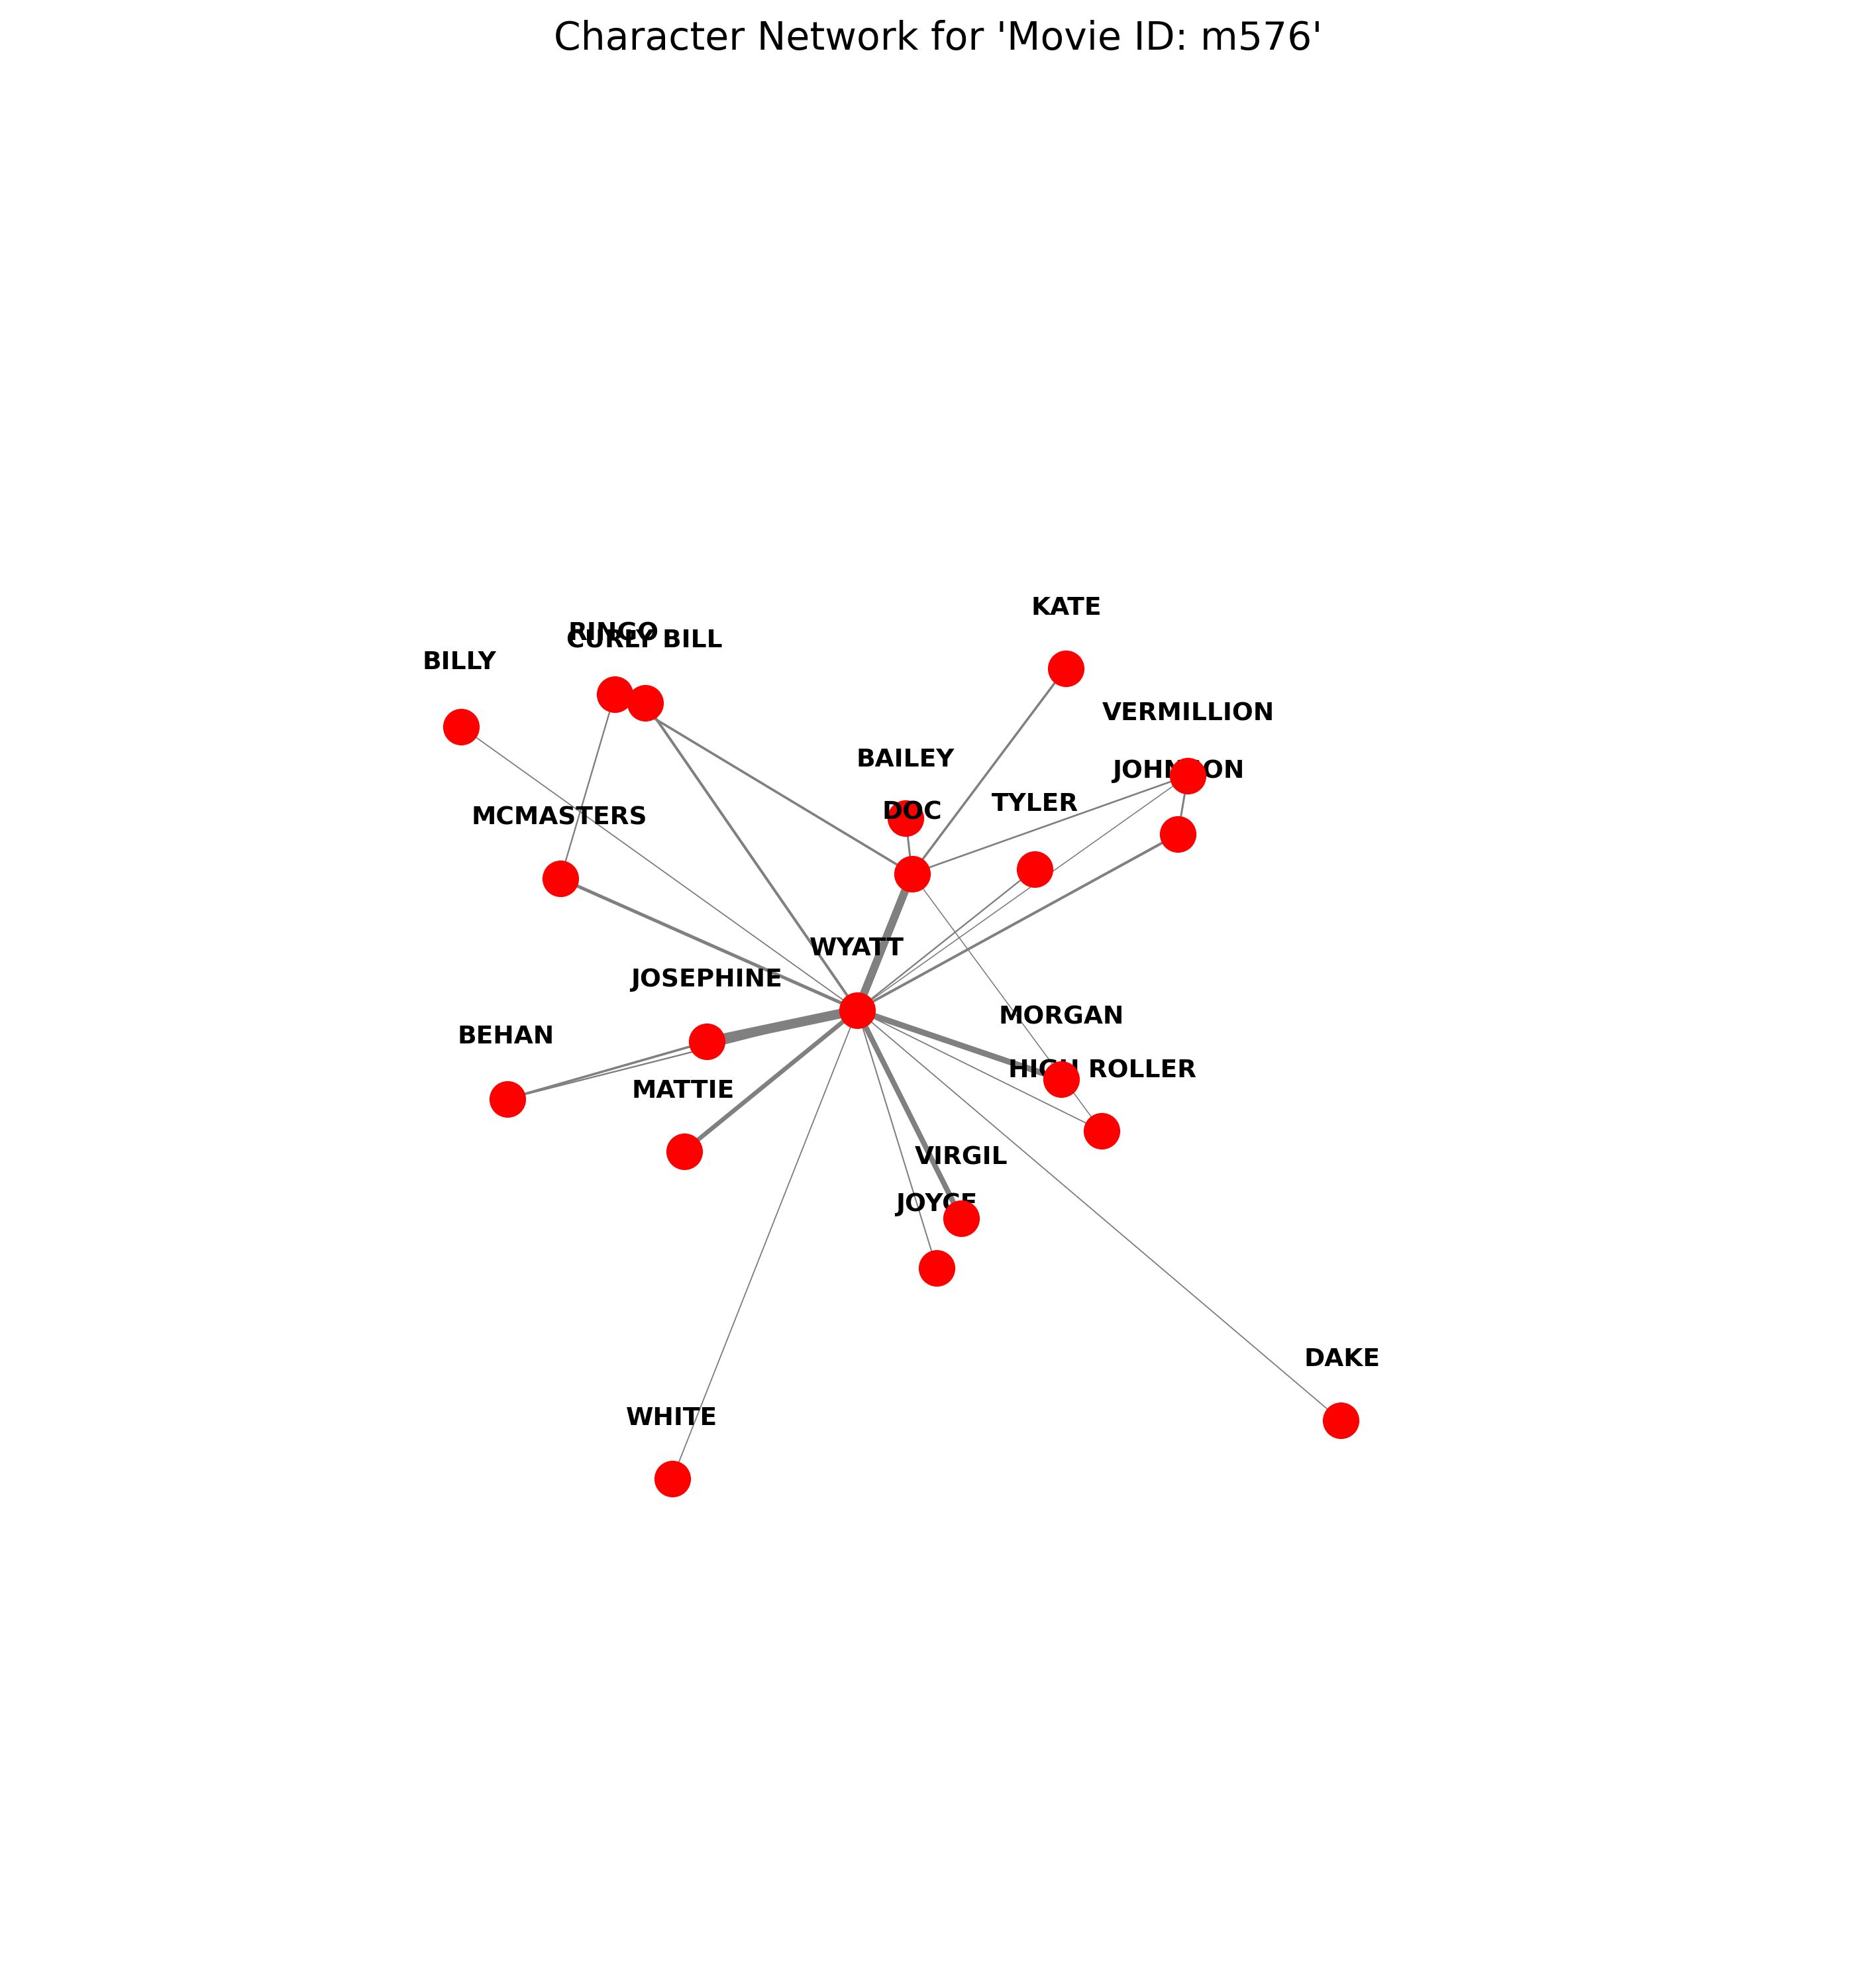 Character Network for 'Movie ID: m576'
KATE
RINGO
CURLY BILL
BILLY
VERMILLION
BAILEY
JOHNSON
TYLER
DOC
MCMASTERS
WYATT
JOSEPHINE
MORGAN
BEHAN
HIGH ROLLER
MATTIE
VIRGIL
JOYCE
DAKE
WHITE